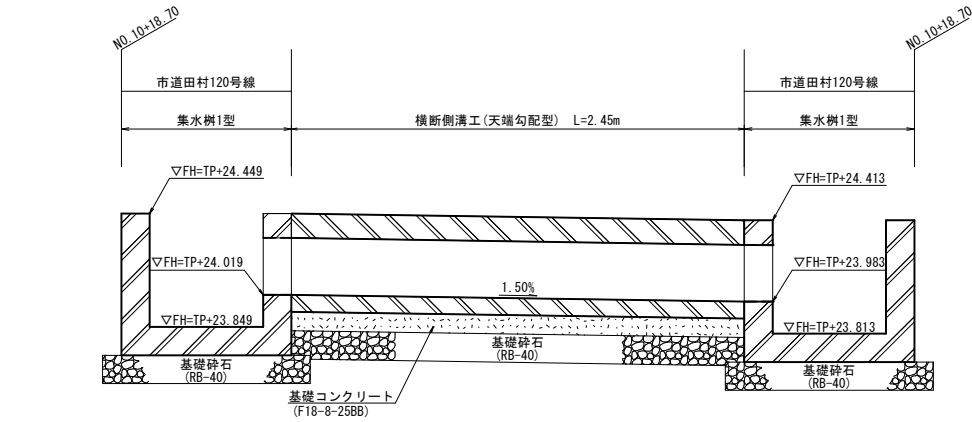 NO.10+18.70
NO.10+18.70
市道田村120号線
市道田村120号線
集水桝1型
横断側溝工(天端勾配型) L=2.45m
集水桝1型
▽FH=TP+24.449
▽FH=TP+24.413
▽FH=TP+24.019
▽FH=TP+23.983
1.50%
▽FH=TP+23.849
▽FH=TP+23.813
基礎砕石
(RB-40)
基礎砕石
(RB-40)
基礎砕石
(RB-40)
基礎コンクリート
(F18-8-25BB)